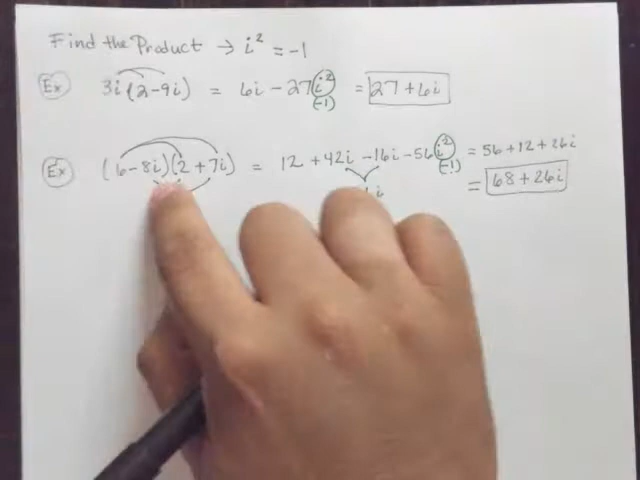 Find the Product → i² = -1
Ex 3i(2-9i) = 6i - 27i² (-1) = 27+6i
Ex (6-8i)(2+7i) = 12 + 42i - 16i - 56i² (-1) = 56+12+26i
i = 68+26i